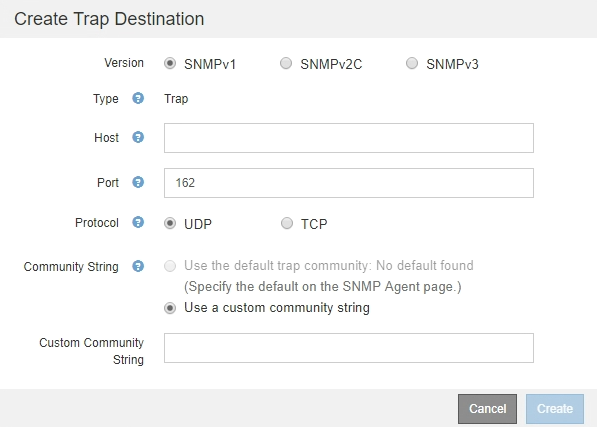 Create Trap Destination
Version SNMPv1 SNMPv2C SNMPv3
Type ? Trap
Host ?
Port ? 162
Protocol ? UDP TCP
Community String ? Use the default trap community: No default found
(Specify the default on the SNMP Agent page.)
Use a custom community string
Custom Community
String
Cancel Create